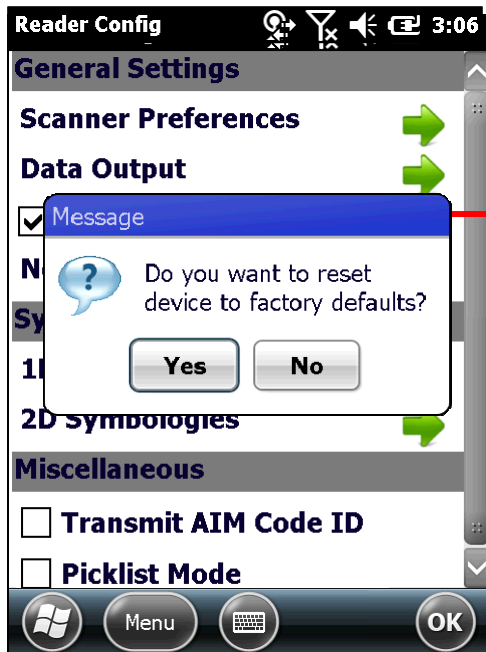 Reader Config 3:06
General Settings
Scanner Preferences
Data Output
Message
Do you want to reset
device to factory defaults?
Yes No
2D Symbologies
Miscellaneous
Transmit AIM Code ID
Picklist Mode
Menu OK